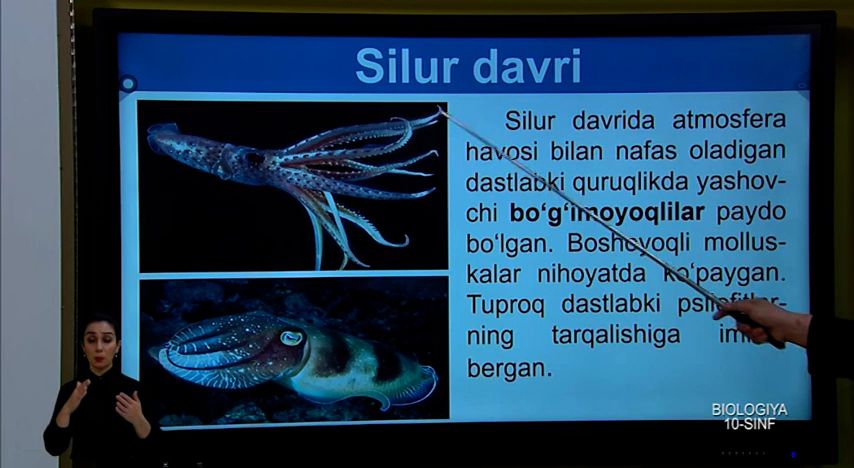 Silur davri
Silur davrida atmosfera
havosi bilan nafas oladigan
dastlabki quruqlikda yashov-
chi bo‘g‘imoyoqlilar paydo
bo‘lgan. Boshoyoqli mollus-
kalar nihoyatda ko‘paygan.
Tuproq dastlabki psilofitlar-
ning tarqalishiga
bergan.
BIOLOGIYA
10-SINF